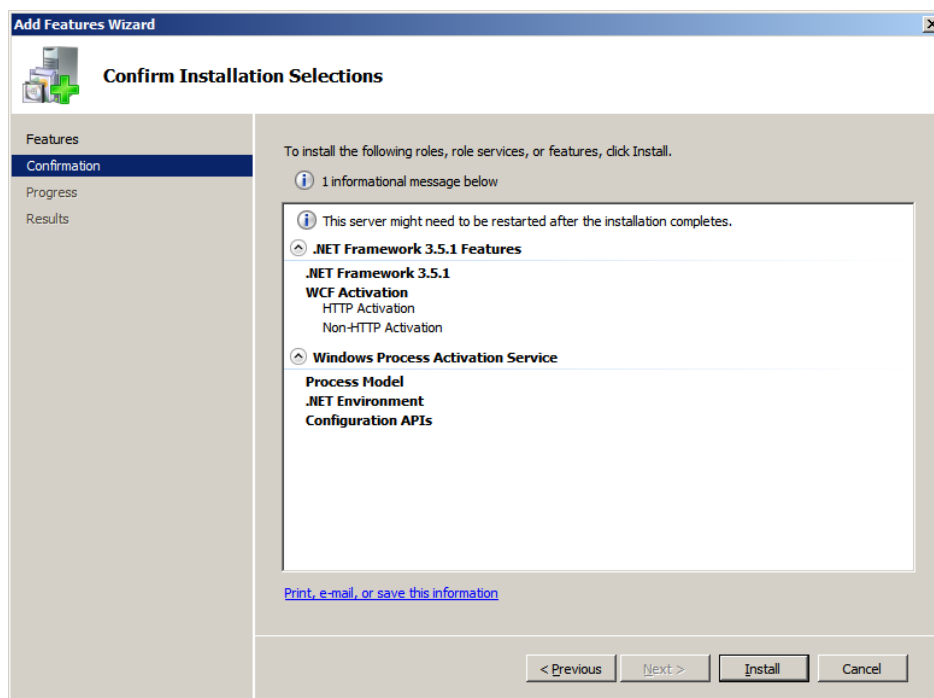 Add Features Wizard
Confirm Installation Selections
Features
Confirmation
Progress
Results
To install the following roles, role services, or features, click Install.
1 informational message below
This server might need to be restarted after the installation completes.
.NET Framework 3.5.1 Features
.NET Framework 3.5.1
WCF Activation
HTTP Activation
Non-HTTP Activation
Windows Process Activation Service
Process Model
.NET Environment
Configuration APIs
Print, e-mail, or save this information
< Previous
Next >
Install
Cancel